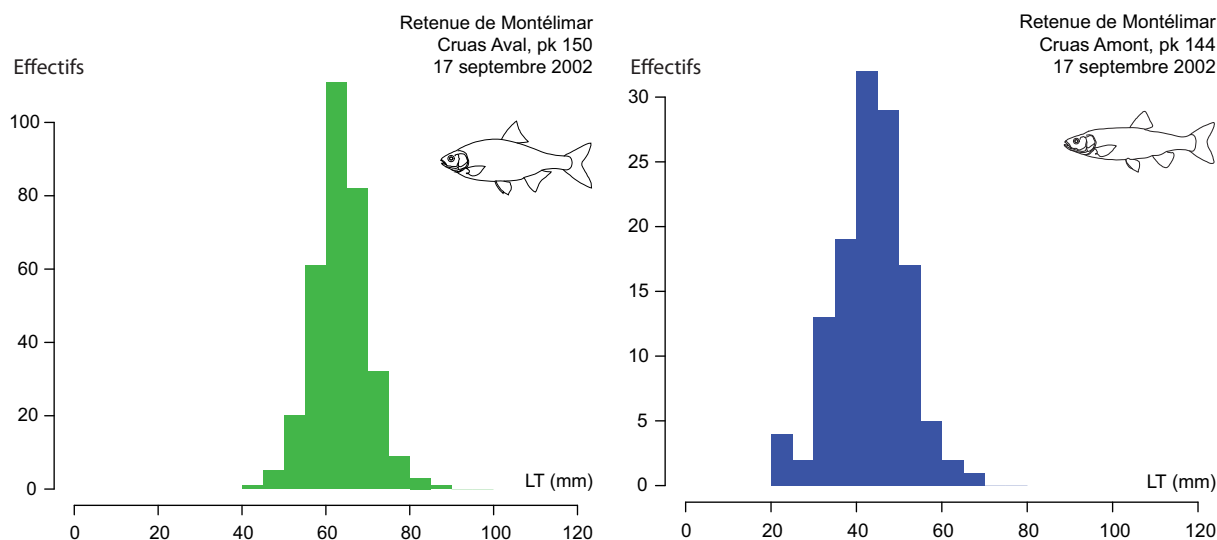 Retenue de Montélimar
Cruas Aval, pk 150
17 septembre 2002
Effectifs
100
80
60
40
20
0
LT (mm)
0 20 40 60 80 100 120
Retenue de Montélimar
Cruas Amont, pk 144
17 septembre 2002
Effectifs
30
25
20
15
10
5
0
LT (mm)
0 20 40 60 80 100 120